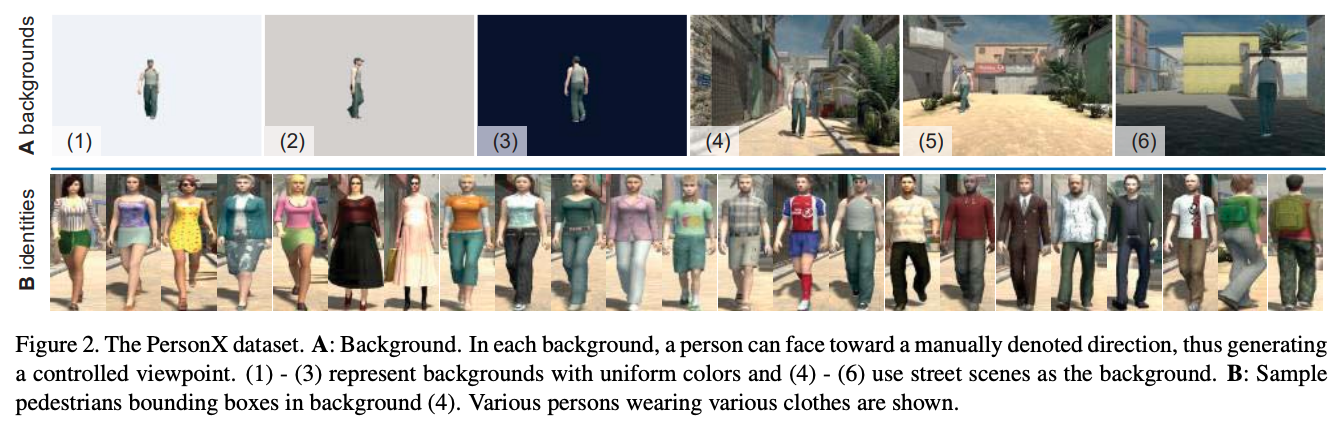 A backgrounds
(1)
(2)
(3)
(4)
(5)
(6)
B identities
Figure 2. The PersonX dataset. A: Background. In each background, a person can face toward a manually denoted direction, thus generating
a controlled viewpoint. (1) - (3) represent backgrounds with uniform colors and (4) - (6) use street scenes as the background. B: Sample
pedestrians bounding boxes in background (4). Various persons wearing various clothes are shown.